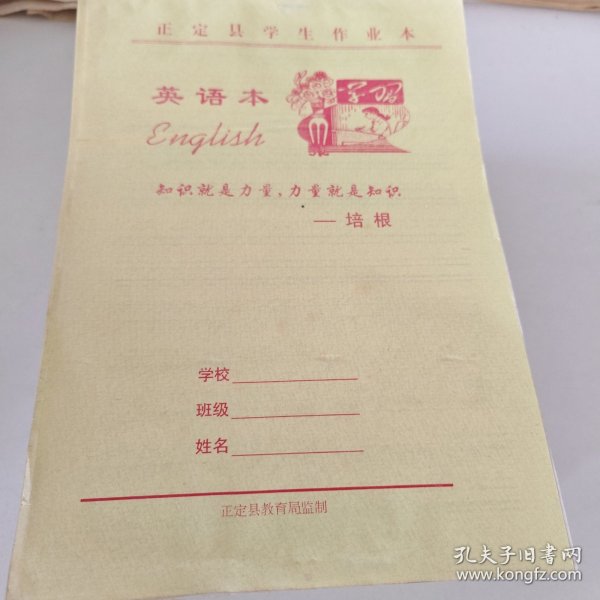 正定县学生作业本
英语本
学习
English
知识就是力量，力量就是知识
— 培根
学校
班级
姓名
正定县教育局监制
孔夫子旧书网
www.kongfz.com